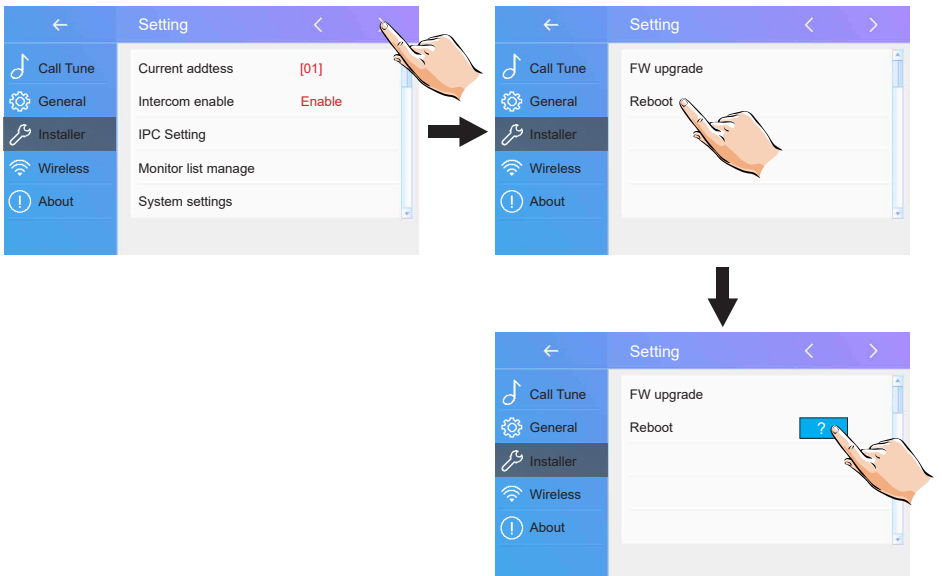 Setting
Call Tune
General
Installer
Wireless
About
Current addtess [01]
Intercom enable Enable
IPC Setting
Monitor list manage
System settings
Setting
Call Tune
General
Installer
Wireless
About
FW upgrade
Reboot
Setting
Call Tune
General
Installer
Wireless
About
FW upgrade
Reboot ?